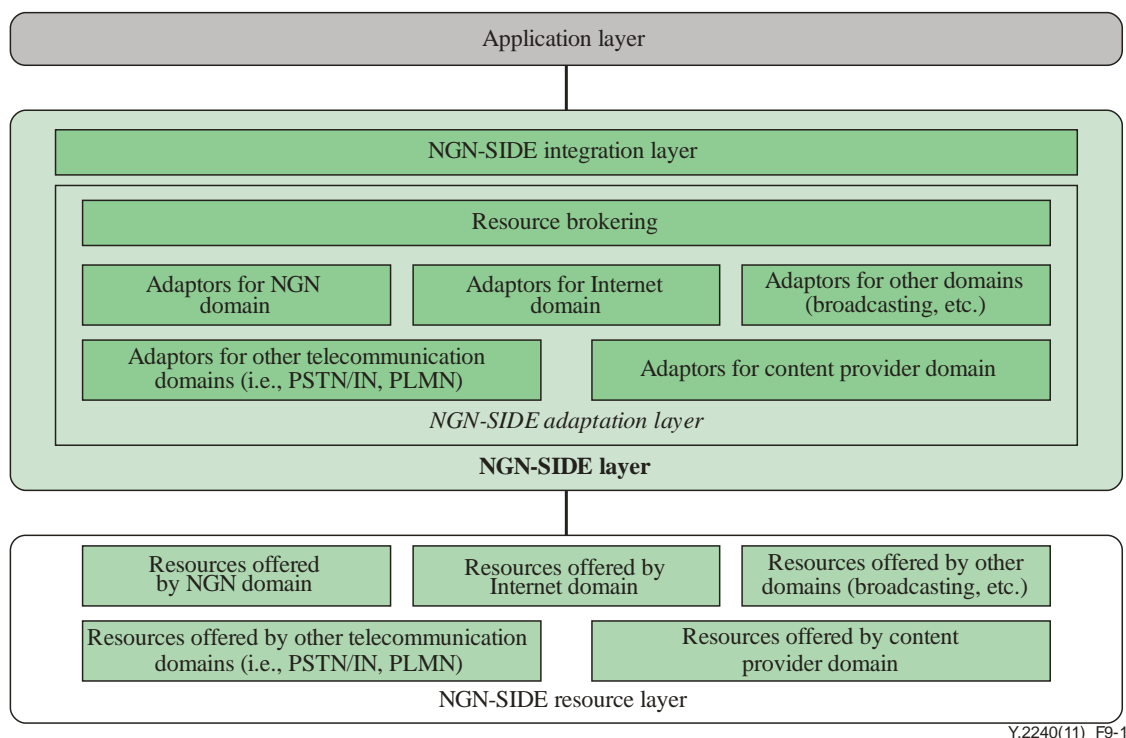 Application layer
NGN-SIDE integration layer
Resource brokering
Adaptors for NGN
domain
Adaptors for Internet
domain
Adaptors for other domains
(broadcasting, etc.)
Adaptors for other telecommunication
domains (i.e., PSTN/IN, PLMN)
Adaptors for content provider domain
NGN-SIDE adaptation layer
NGN-SIDE layer
Resources offered
by NGN domain
Resources offered by
Internet domain
Resources offered by other
domains (broadcasting, etc.)
Resources offered by other telecommunication
domains (i.e., PSTN/IN, PLMN)
Resources offered by content
provider domain
NGN-SIDE resource layer
Y.2240(11)_F9-1